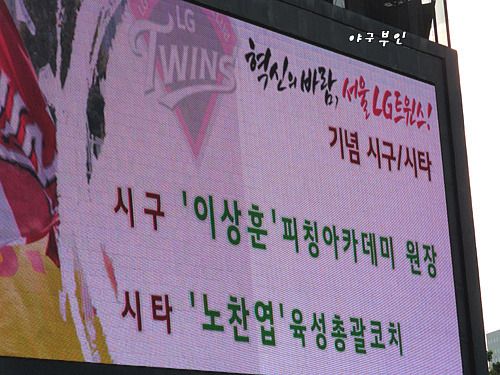 야구부인
LG
TWINS
혁신의 바람, 서울 LG트윈스!
기념 시구/시타
시구 '이상훈'피칭아카데미 원장
시타 '노찬엽'육성총괄코치